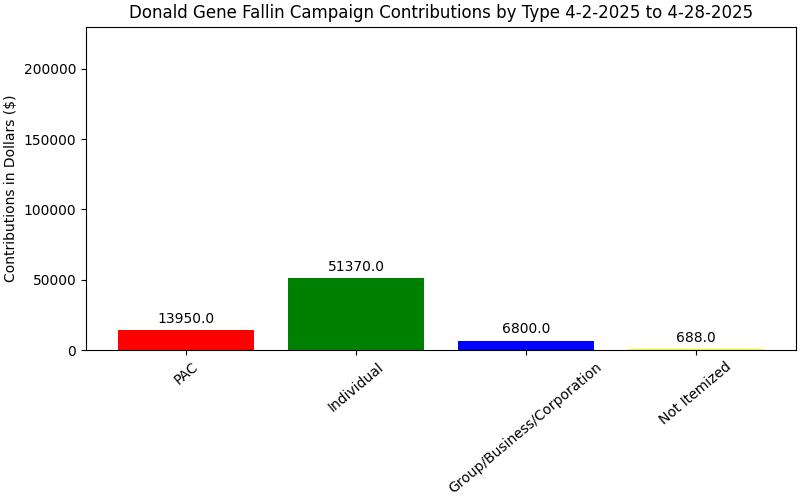 Donald Gene Fallin Campaign Contributions by Type 4-2-2025 to 4-28-2025
Contributions in Dollars ($)
200000
150000
100000
50000
0
13950.0
51370.0
6800.0
688.0
PAC
Individual
Group/Business/Corporation
Not Itemized